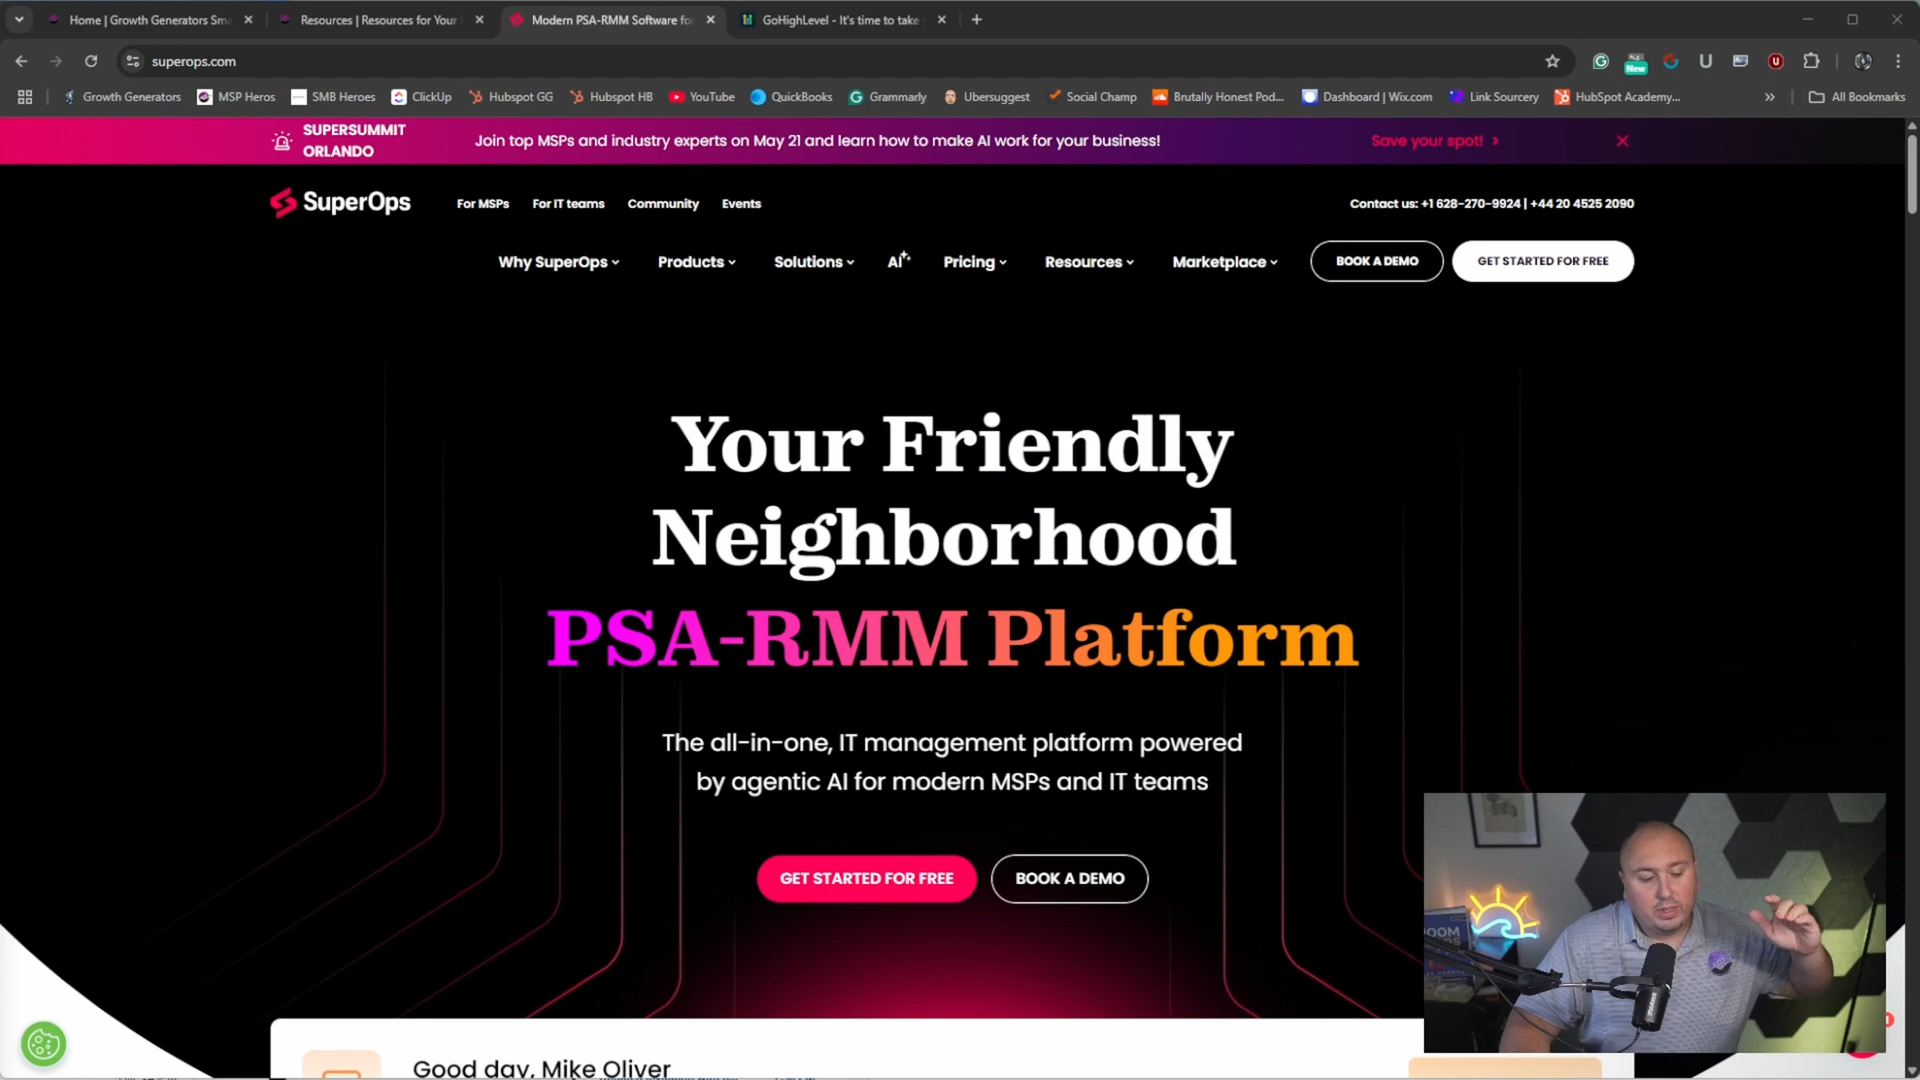 Home | Growth Generators Sm
Resources | Resources for Your
Modern PSA-RMM Software fo
GoHighLevel - It's time to take
superops.com
New
Growth Generators
MSP Heros
SMB Heroes
ClickUp
Hubspot GG
Hubspot HB
YouTube
QuickBooks
Grammarly
Ubersuggest
Social Champ
Brutally Honest Pod...
Dashboard | Wix.com
Link Sourcery
HubSpot Academy...
All Bookmarks
SUPERSUMMIT
ORLANDO
Join top MSPs and industry experts on May 21 and learn how to make AI work for your business!
Save your spot!
SuperOps
For MSPs
For IT teams
Community
Events
Contact us: +1 628-270-9924 | +44 20 4525 2090
Why SuperOps
Products
Solutions
AI
Pricing
Resources
Marketplace
BOOK A DEMO
GET STARTED FOR FREE
Your Friendly
Neighborhood
PSA-RMM Platform
The all-in-one, IT management platform powered
by agentic AI for modern MSPs and IT teams
GET STARTED FOR FREE
BOOK A DEMO
Good day, Mike Oliver